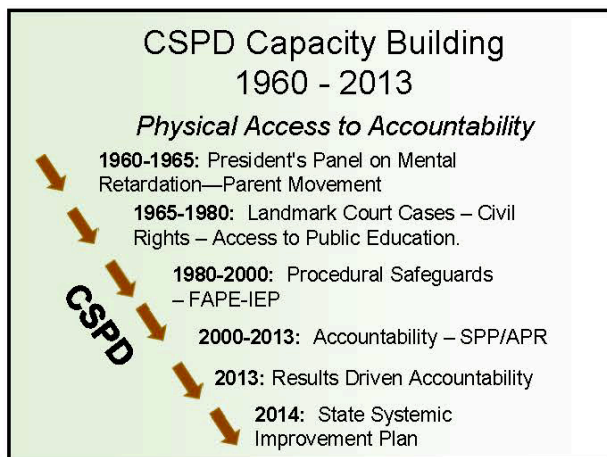 CSPD Capacity Building
1960 - 2013
Physical Access to Accountability
1960-1965: President's Panel on Mental
Retardation—Parent Movement
1965-1980: Landmark Court Cases – Civil
Rights – Access to Public Education.
1980-2000: Procedural Safeguards
– FAPE-IEP
2000-2013: Accountability – SPP/APR
2013: Results Driven Accountability
2014: State Systemic
Improvement Plan
CSPD